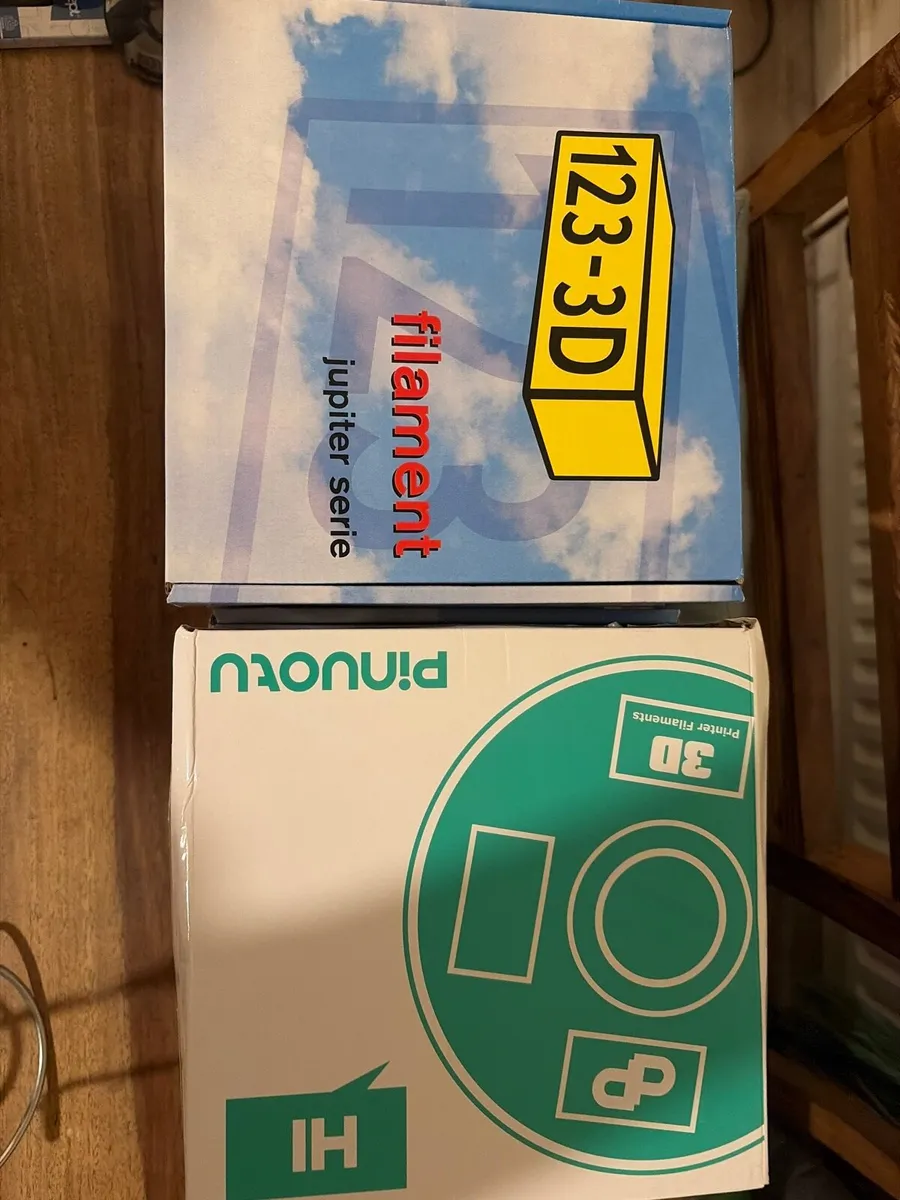 123-3D
filament
jupiter serie
Pinuotu
3D
Printer Filaments
HI